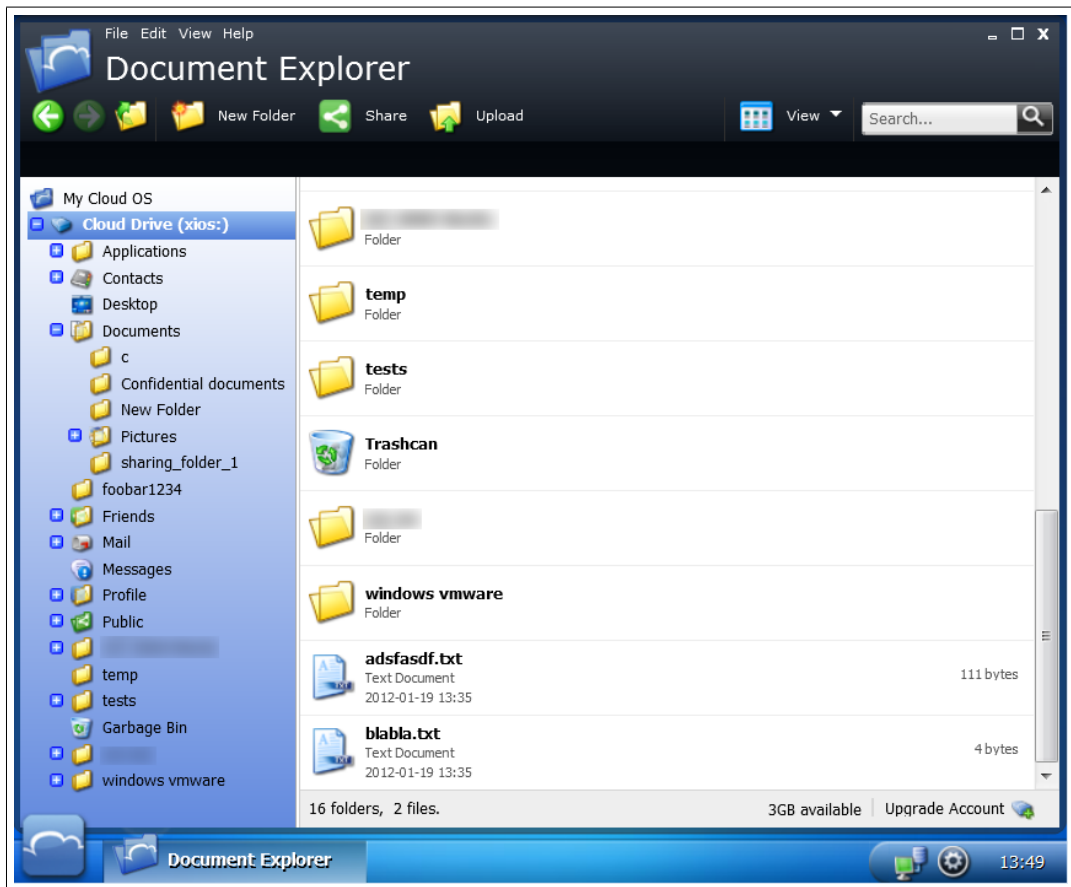 File Edit View Help
Document Explorer
New Folder Share Upload View Search...
My Cloud OS
Cloud Drive (xios:)
Applications
Contacts
Desktop
Documents
c
Confidential documents
New Folder
Pictures
sharing_folder_1
foobar1234
Friends
Mail
Messages
Profile
Public
temp
tests
Garbage Bin
windows vmware
Folder
temp
Folder
tests
Folder
Trashcan
Folder
Folder
windows vmware
Folder
adsfasdf.txt
Text Document 111 bytes
2012-01-19 13:35
blabla.txt
Text Document 4 bytes
2012-01-19 13:35
16 folders, 2 files. 3GB available Upgrade Account
Document Explorer 13:49